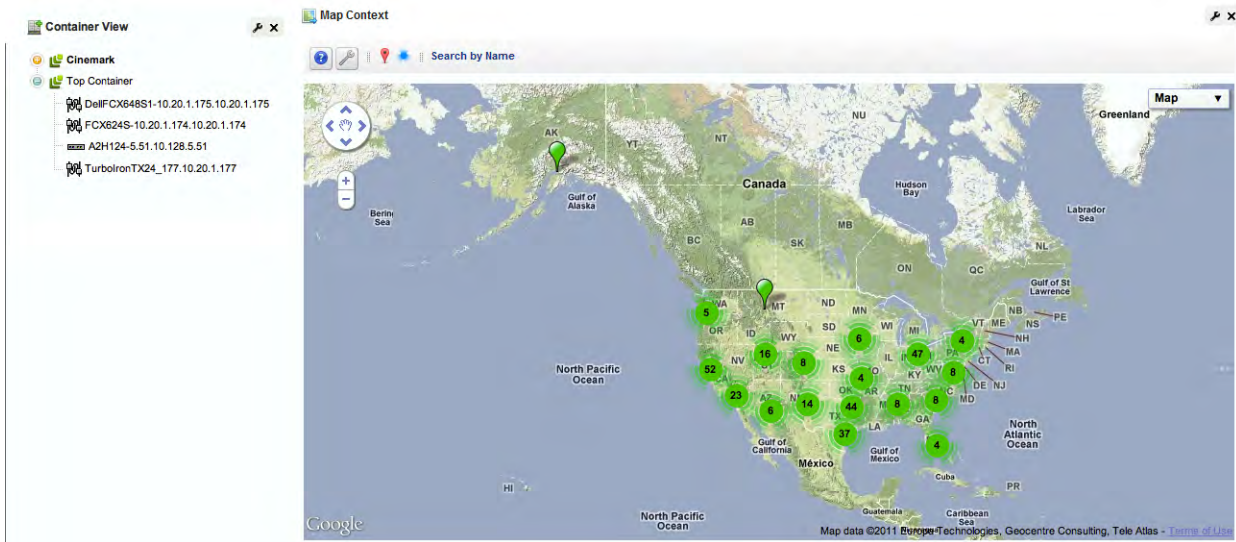 Container View
Cinemark
Top Container
DellFCX648S1-10.20.1.175.10.20.1.175
FCX624S-10.20.1.174.10.20.1.174
A2H124-5.51.10.128.5.51
TurboIronTX24_177.10.20.1.177
Map Context
Search by Name
Map
Greenland
NU
AK
YT
NT
Canada
Hudson
Bay
Gulf of
Alaska
Bering
Sea
Labrador
Sea
AB
MB
BC
SK
NL
ON
QC
Gulf of St
Lawrence
WA
MT
ND
MN
NB
PE
NS
VT
ME
NH
5
OR
ID
SD
WI
MI
MA
WY
6
4
NE
47
PA
CT
RI
16
8
NV
IL
North Pacific
Ocean
52
KS
4
KY
WV
8
DE
NJ
MD
OK
AR
TN
23
6
14
44
8
8
TX
GA
LA
37
4
North
Atlantic
Ocean
Gulf of
California
Gulf of
Mexico
México
Cuba
HI
PR
Guatemala
Caribbean
Sea
North Pacific
Ocean
Google
Map data ©2011 Europa Technologies, Geocentre Consulting, Tele Atlas - Terms of Use